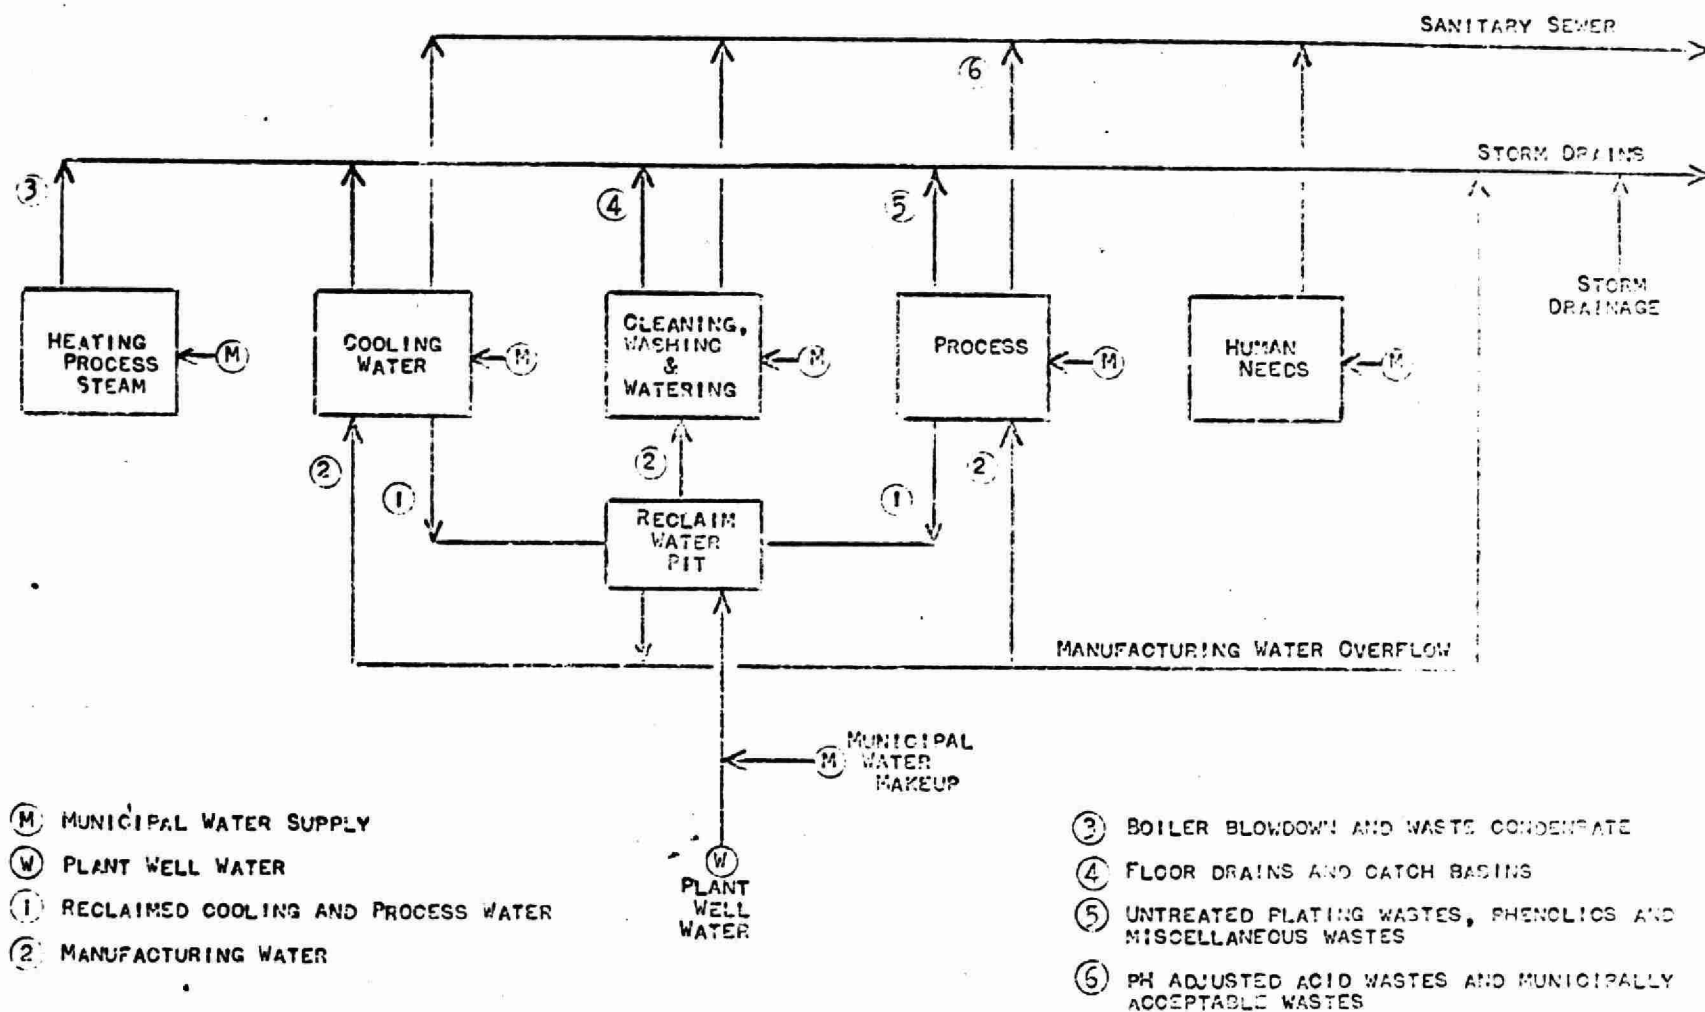 SANITARY SEWER
⑥
STORM DRAINS
③
④
⑤
STORM
DRAINAGE
HEATING
PROCESS
STEAM
Ⓜ
COOLING
WATER
Ⓜ
CLEANING,
WASHING
&
WATERING
Ⓜ
PROCESS
Ⓜ
HUMAN
NEEDS
Ⓜ
②
①
②
①
②
RECLAIM
WATER
PIT
MANUFACTURING WATER OVERFLOW
Ⓜ MUNICIPAL
WATER
MAKEUP
Ⓦ
PLANT
WELL
WATER
Ⓜ MUNICIPAL WATER SUPPLY
Ⓦ PLANT WELL WATER
① RECLAIMED COOLING AND PROCESS WATER
② MANUFACTURING WATER
③ BOILER BLOWDOWN AND WASTE CONDENSATE
④ FLOOR DRAINS AND CATCH BASINS
⑤ UNTREATED PLATING WASTES, PHENOLICS AND
MISCELLANEOUS WASTES
⑥ PH ADJUSTED ACID WASTES AND MUNICIPALLY
ACCEPTABLE WASTES